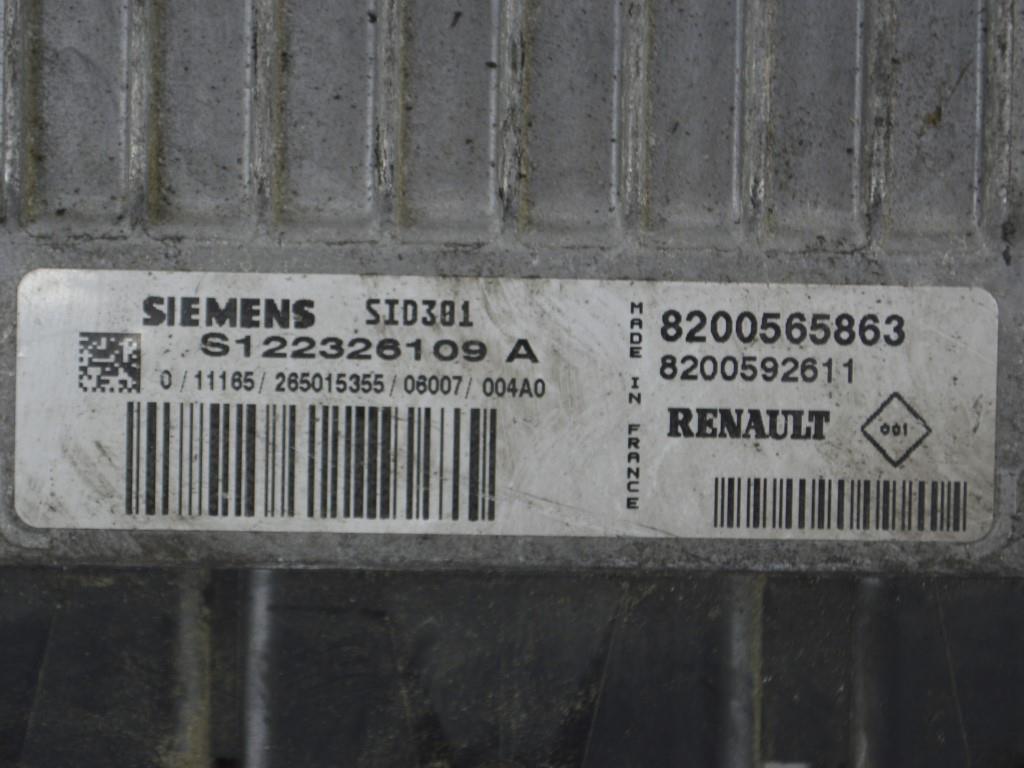 SIEMENS SID301
S122326109 A
0/11165/265015355/06007/004A0
MADE IN FRANCE
8200565863
8200592611
RENAULT
001